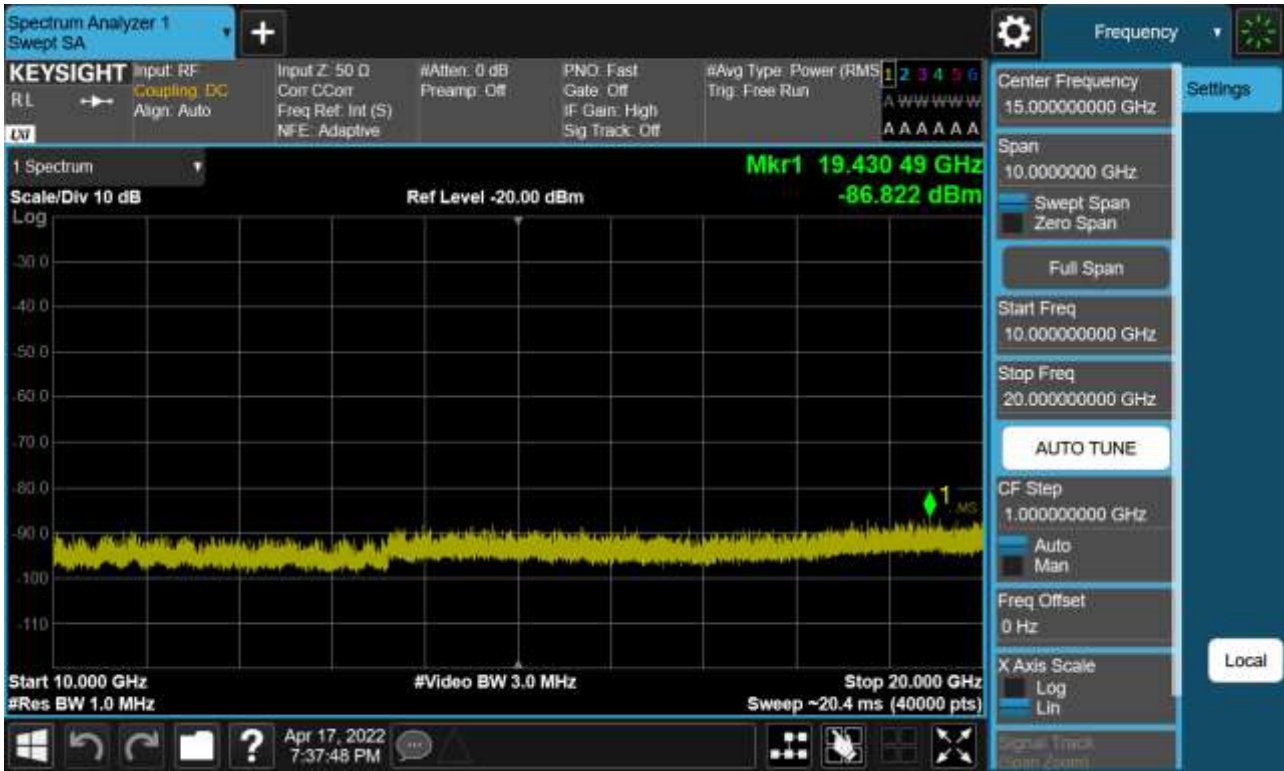 Spectrum Analyzer 1
Swept SA
Frequency
KEYSIGHT
RL
LXI
Input: RF
Coupling: DC
Align: Auto
Input Z: 50 Ω
Corr CCorr
Freq Ref: Int (S)
NFE: Adaptive
#Atten: 0 dB
Preamp: Off
PNO: Fast
Gate: Off
IF Gain: High
Sig Track: Off
#Avg Type: Power (RMS
Trig: Free Run
1 2 3 4 5 6
A W W W W W
A A A A A A
1 Spectrum
Scale/Div 10 dB
Ref Level -20.00 dBm
Mkr1 19.430 49 GHz
-86.822 dBm
Log
-30.0
-40.0
-50.0
-60.0
-70.0
-80.0
-90.0
-100
-110
1
Start 10.000 GHz
#Video BW 3.0 MHz
Stop 20.000 GHz
#Res BW 1.0 MHz
Sweep ~20.4 ms (40000 pts)
Center Frequency
15.000000000 GHz
Span
10.0000000 GHz
Swept Span
Zero Span
Full Span
Start Freq
10.000000000 GHz
Stop Freq
20.000000000 GHz
AUTO TUNE
CF Step
1.000000000 GHz
Auto
Man
Freq Offset
0 Hz
X Axis Scale
Log
Lin
Signal Track
(Span Zoom)
Settings
Local
Apr 17, 2022
7:37:48 PM